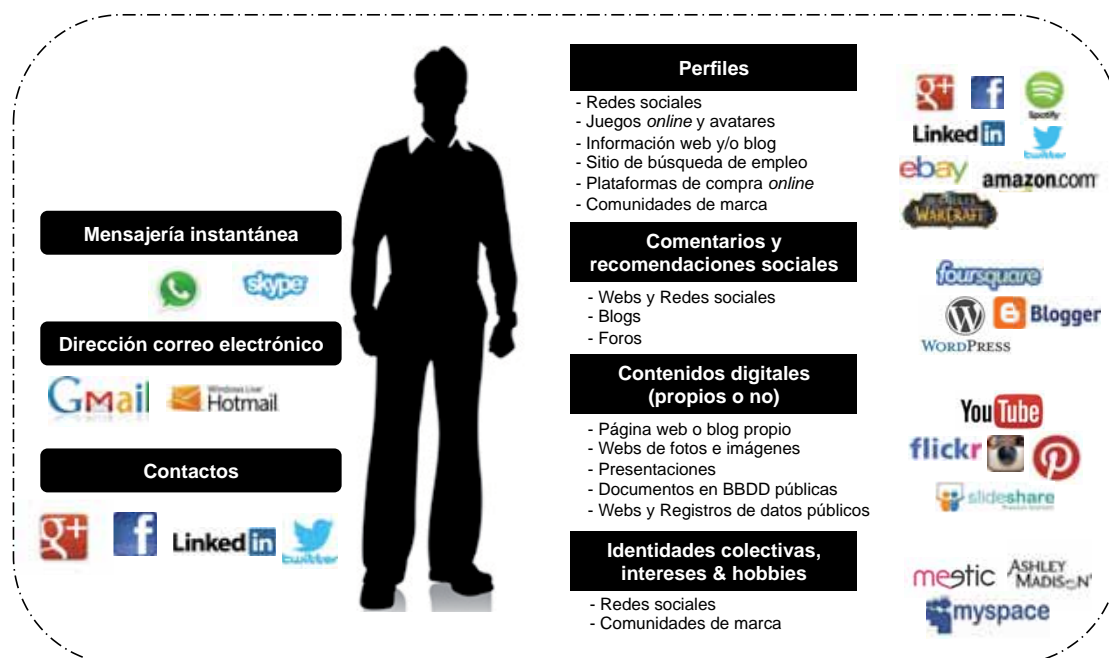 Mensajería instantánea
skype
Dirección correo electrónico
Gmail
Windows Live
Hotmail
Contactos
g+
f
Linked in
twitter
Perfiles
- Redes sociales
- Juegos online y avatares
- Información web y/o blog
- Sitio de búsqueda de empleo
- Plataformas de compra online
- Comunidades de marca
g+
f
Spotify
Linked in
twitter
ebay
amazon.com
WARCRAFT
Comentarios y
recomendaciones sociales
- Webs y Redes sociales
- Blogs
- Foros
foursquare
W
B Blogger
WORDPRESS
Contenidos digitales
(propios o no)
- Página web o blog propio
- Webs de fotos e imágenes
- Presentaciones
- Documentos en BBDD públicas
- Webs y Registros de datos públicos
YouTube
flickr
slideshare
Identidades colectivas,
intereses & hobbies
- Redes sociales
- Comunidades de marca
meetic
ASHLEY
MADISON
myspace